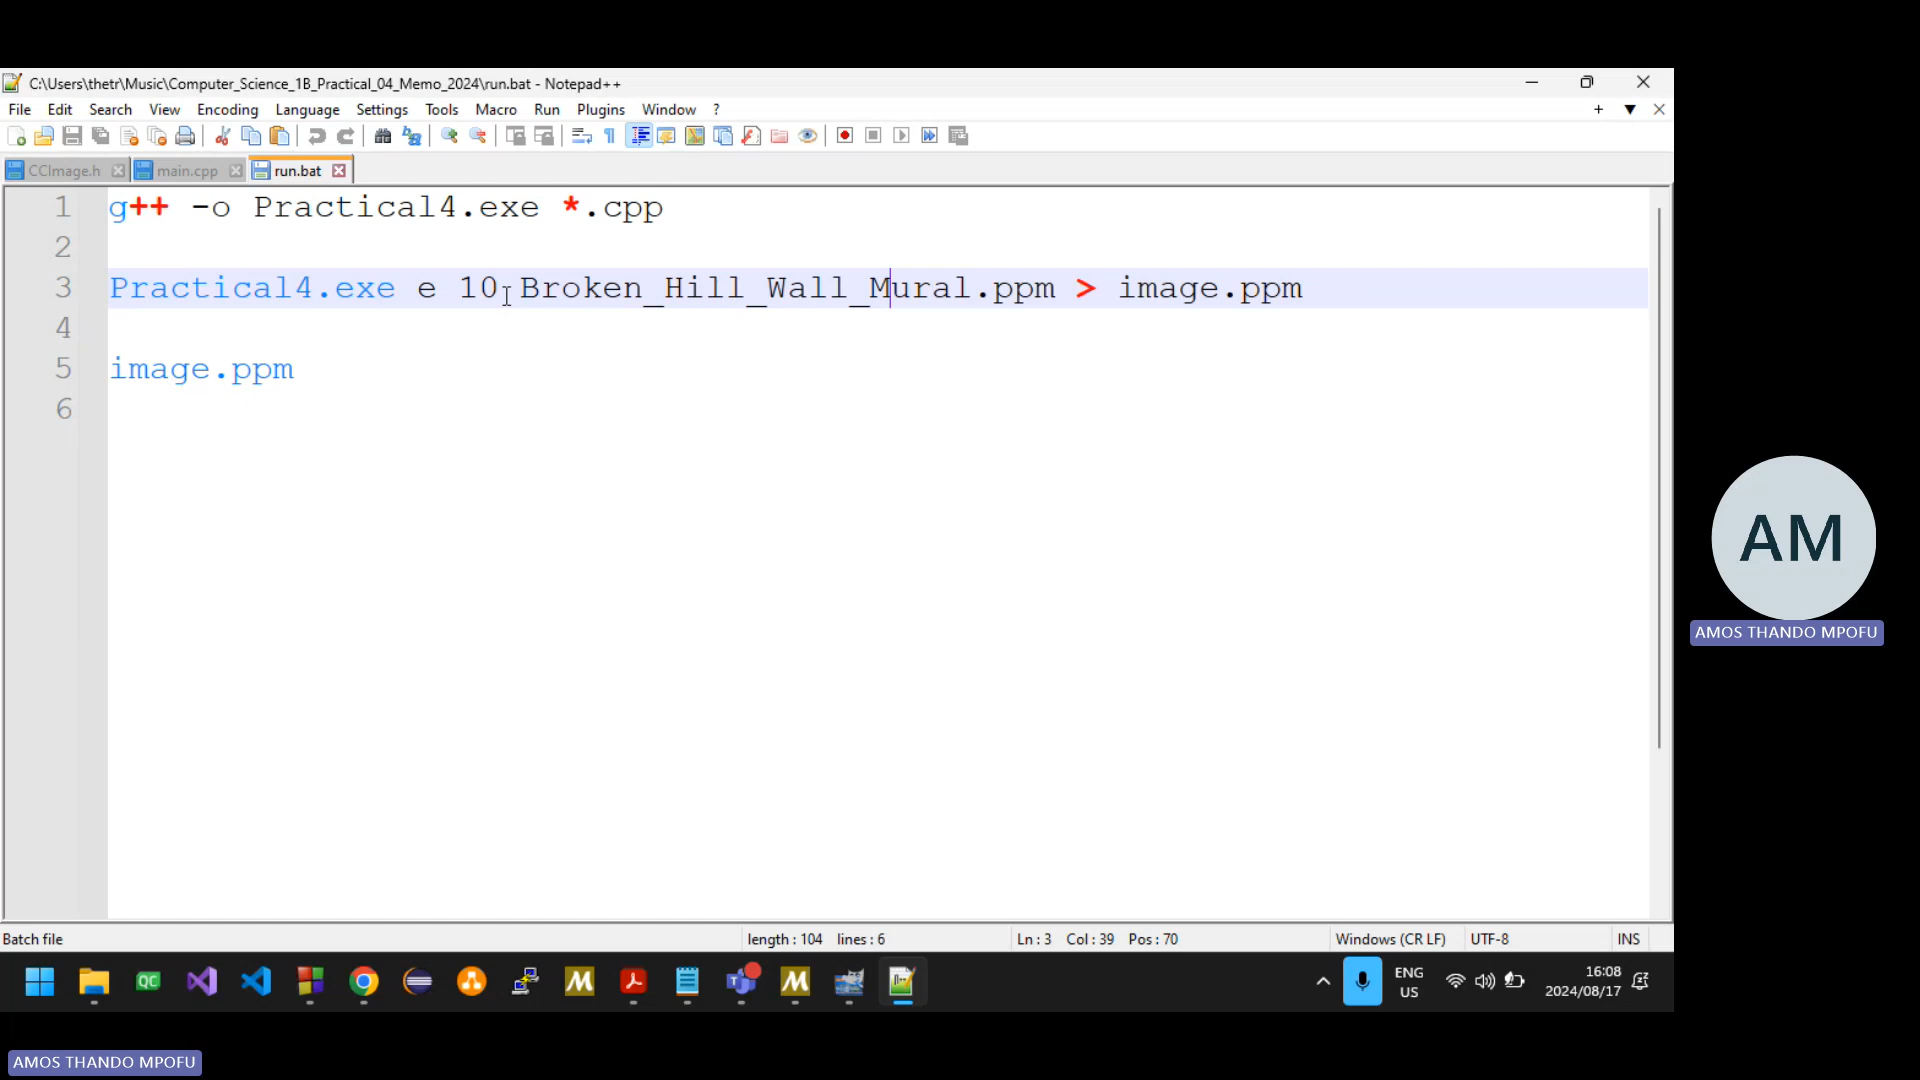 C:\Users\thetr\Music\Computer_Science_1B_Practical_04_Memo_2024\run.bat - Notepad++
File Edit Search View Encoding Language Settings Tools Macro Run Plugins Window ?
CCImage.h main.cpp run.bat
1 g++ -o Practical4.exe *.cpp
2
3 Practical4.exe e 10 Broken_Hill_Wall_Mural.ppm > image.ppm
4
5 image.ppm
6
AM
AMOS THANDO MPOFU
Batch file length : 104 lines : 6 Ln : 3 Col : 39 Pos : 70 Windows (CR LF) UTF-8 INS
QC M M ENG US 16:08
2024/08/17
AMOS THANDO MPOFU